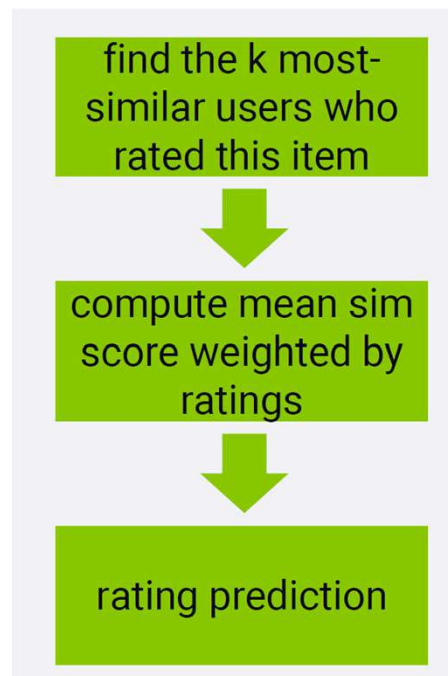 find the k most-
similar users who
rated this item
compute mean sim
score weighted by
ratings
rating prediction